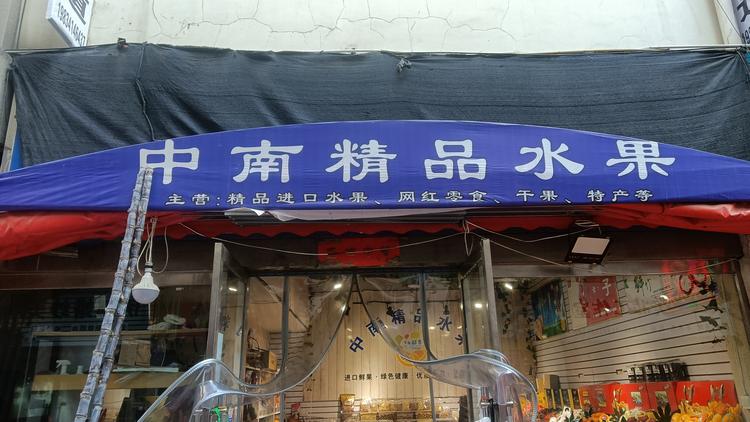 中南精品水果
主营:精品进口水果、网红零食、干果、特产等
中南精品水
进口鲜果·绿色健康·优